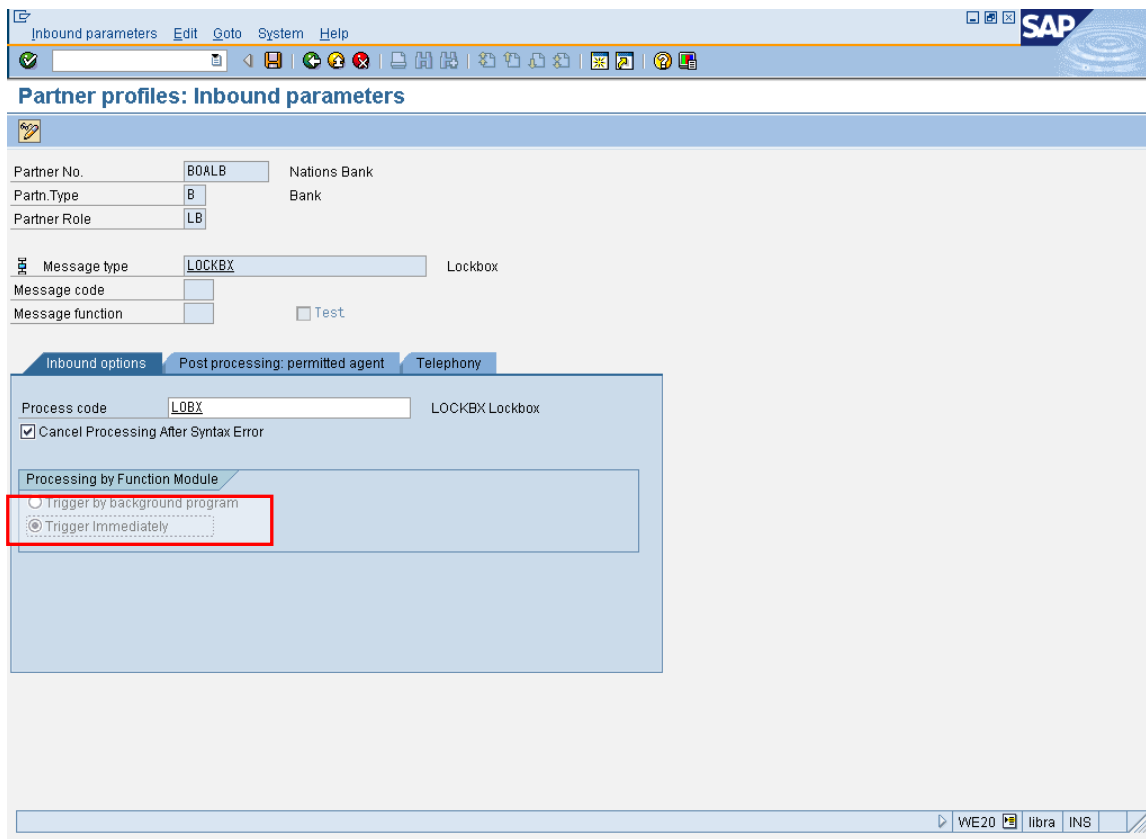 Inbound parameters Edit Goto System Help
SAP
Partner profiles: Inbound parameters
Partner No. BOALB Nations Bank
Partn.Type B Bank
Partner Role LB
Message type LOCKBX Lockbox
Message code
Message function Test
Inbound options Post processing: permitted agent Telephony
Process code LOBX LOCKBX Lockbox
Cancel Processing After Syntax Error
Processing by Function Module
Trigger by background program
Trigger Immediately
WE20 libra INS